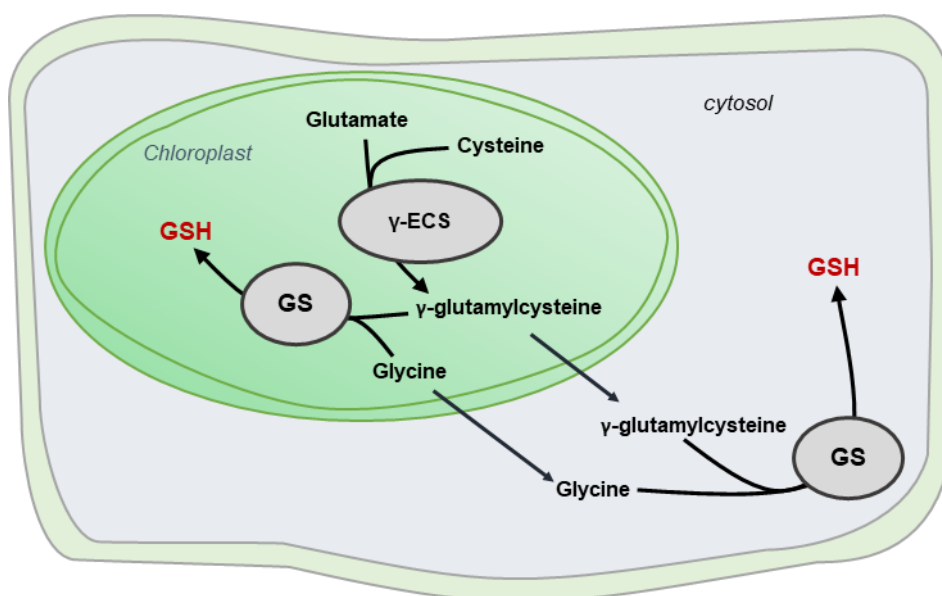 cytosol
Glutamate
Cysteine
Chloroplast
γ-ECS
GSH
GSH
GS
γ-glutamylcysteine
Glycine
γ-glutamylcysteine
GS
Glycine